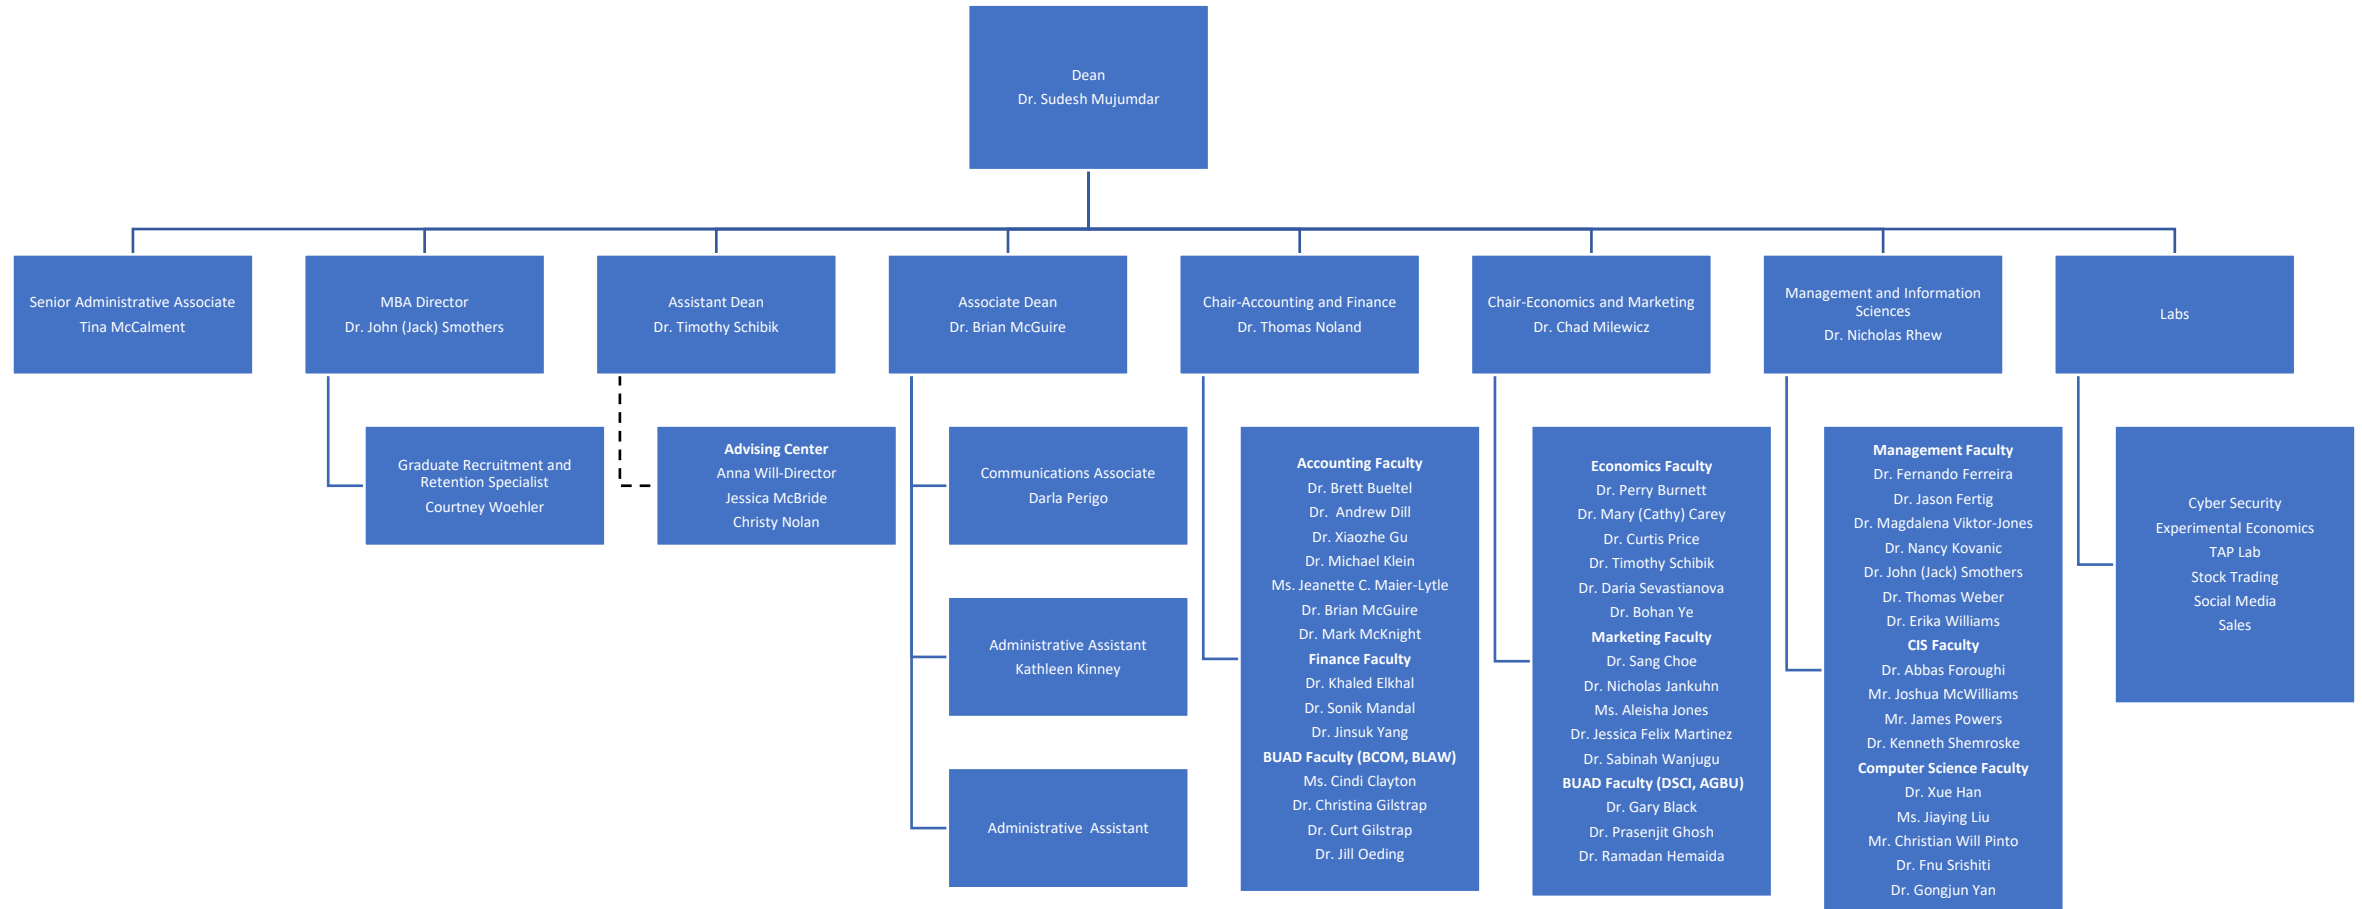 Dean
Dr. Sudesh Mujumdar
Senior Administrative Associate
Tina McCalment
MBA Director
Dr. John (Jack) Smothers
Assistant Dean
Dr. Timothy Schibik
Associate Dean
Dr. Brian McGuire
Chair-Accounting and Finance
Dr. Thomas Noland
Chair-Economics and Marketing
Dr. Chad Milewicz
Management and Information
Sciences
Dr. Nicholas Rhew
Labs
Graduate Recruitment and
Retention Specialist
Courtney Woehler
Advising Center
Anna Will-Director
Jessica McBride
Christy Nolan
Communications Associate
Darla Perigo
Administrative Assistant
Kathleen Kinney
Administrative  Assistant
Accounting Faculty
Dr. Brett Bueltel
Dr.  Andrew Dill
Dr. Xiaozhe Gu
Dr. Michael Klein
Ms. Jeanette C. Maier-Lytle
Dr. Brian McGuire
Dr. Mark McKnight
Finance Faculty
Dr. Khaled Elkhal
Dr. Sonik Mandal
Dr. Jinsuk Yang
BUAD Faculty (BCOM, BLAW)
Ms. Cindi Clayton
Dr. Christina Gilstrap
Dr. Curt Gilstrap
Dr. Jill Oeding
Economics Faculty
Dr. Perry Burnett
Dr. Mary (Cathy) Carey
Dr. Curtis Price
Dr. Timothy Schibik
Dr. Daria Sevastianova
Dr. Bohan Ye
Marketing Faculty
Dr. Sang Choe
Dr. Nicholas Jankuhn
Ms. Aleisha Jones
Dr. Jessica Felix Martinez
Dr. Sabinah Wanjugu
BUAD Faculty (DSCI, AGBU)
Dr. Gary Black
Dr. Prasenjit Ghosh
Dr. Ramadan Hemaida
Management Faculty
Dr. Fernando Ferreira
Dr. Jason Fertig
Dr. Magdalena Viktor-Jones
Dr. Nancy Kovanic
Dr. John (Jack) Smothers
Dr. Thomas Weber
Dr. Erika Williams
CIS Faculty
Dr. Abbas Foroughi
Mr. Joshua McWilliams
Mr. James Powers
Dr. Kenneth Shemroske
Computer Science Faculty
Dr. Xue Han
Ms. Jiaying Liu
Mr. Christian Will Pinto
Dr. Fnu Srishiti
Dr. Gongjun Yan
Cyber Security
Experimental Economics
TAP Lab
Stock Trading
Social Media
Sales